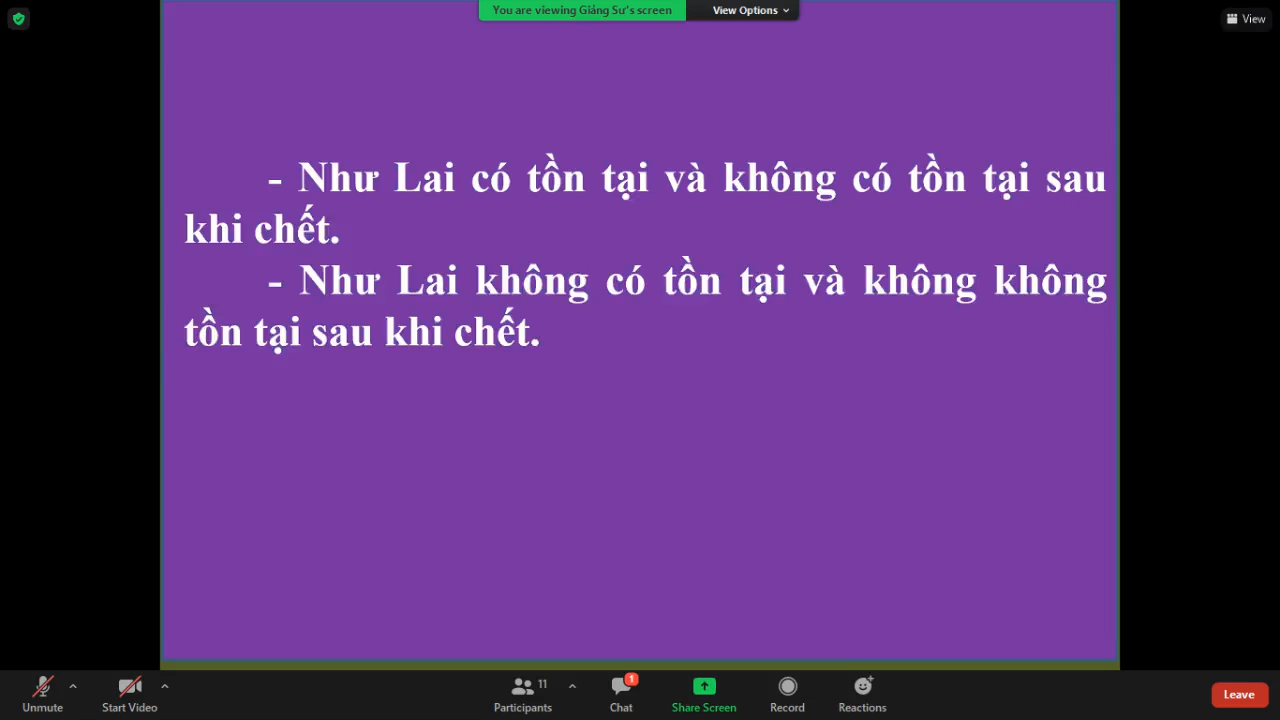 You are viewing Giảng Sư's screen
View Options
View
- Như Lai có tồn tại và không có tồn tại sau
khi chết.
- Như Lai không có tồn tại và không không
tồn tại sau khi chết.
Unmute
Start Video
11
Participants
1
Chat
Share Screen
Record
Reactions
Leave